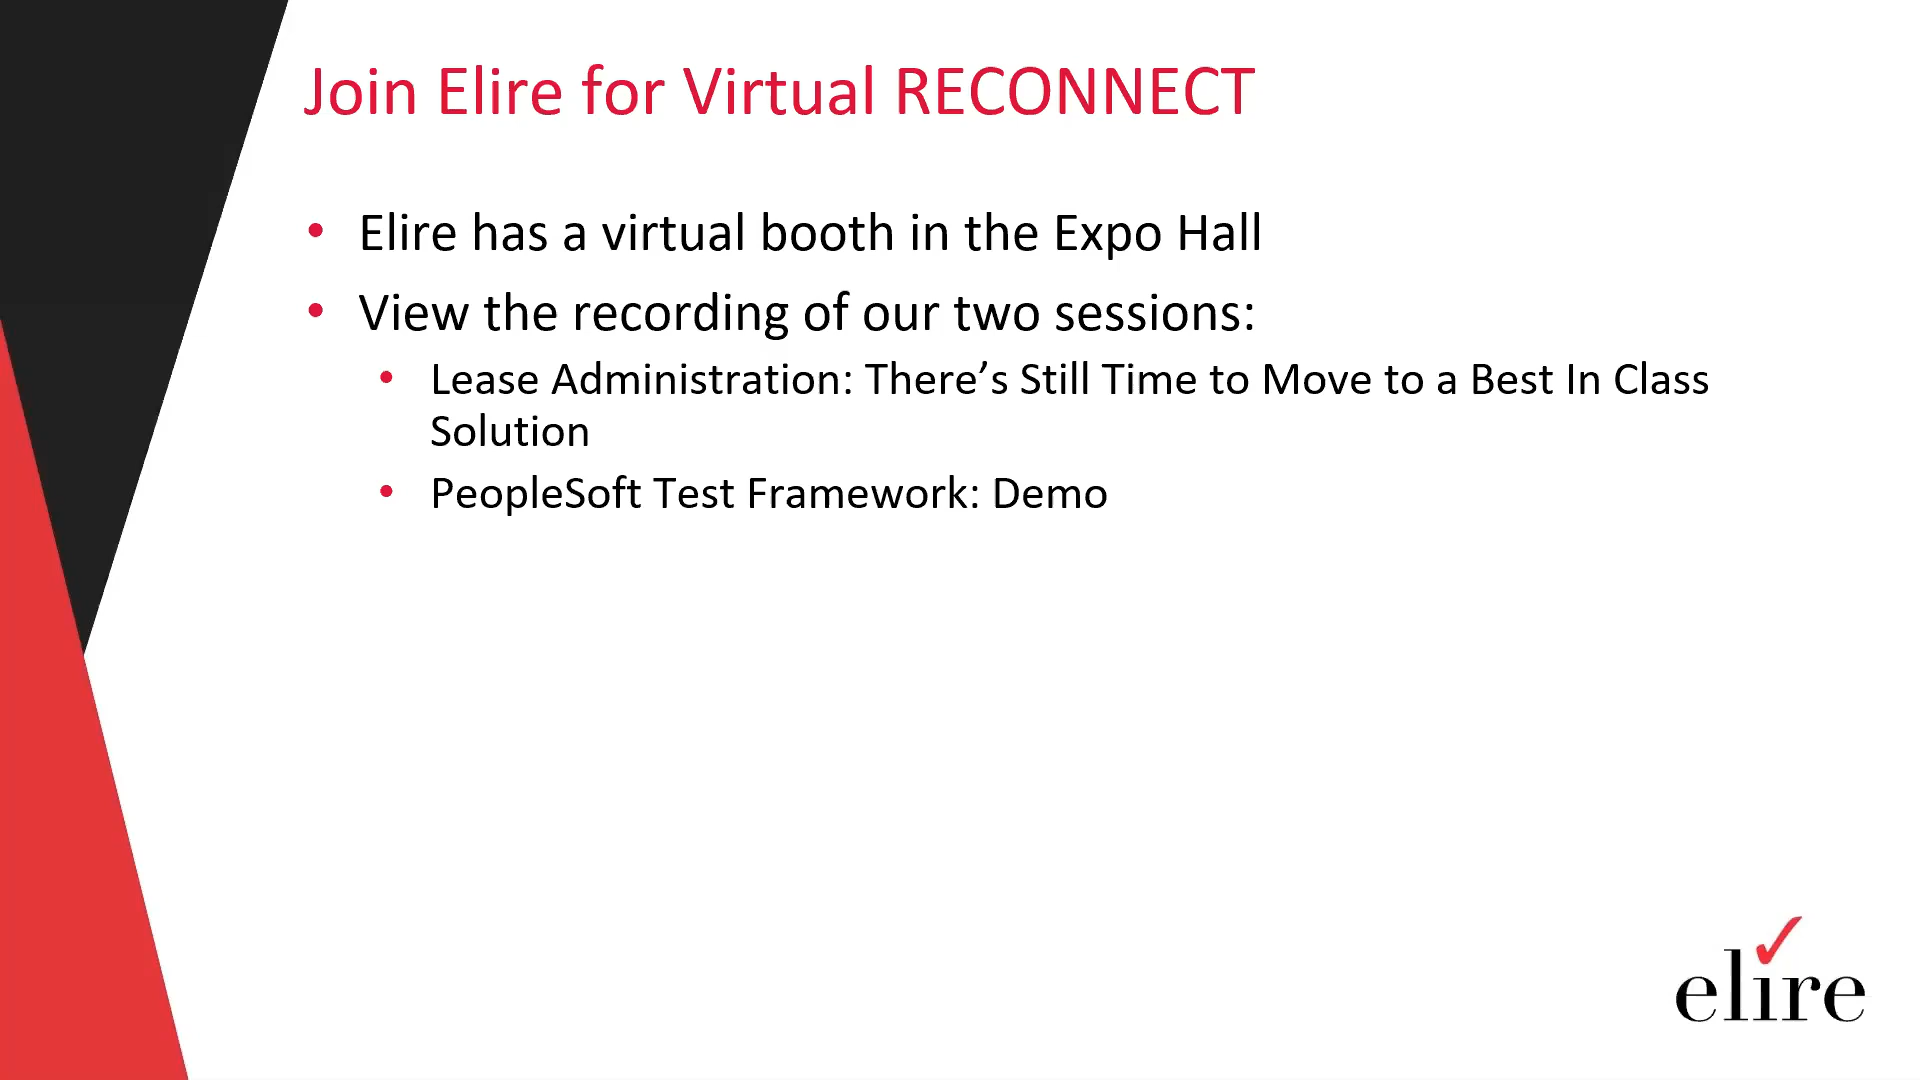 Join Elire for Virtual RECONNECT
• Elire has a virtual booth in the Expo Hall
• View the recording of our two sessions:
• Lease Administration: There’s Still Time to Move to a Best In Class
Solution
• PeopleSoft Test Framework: Demo
elire